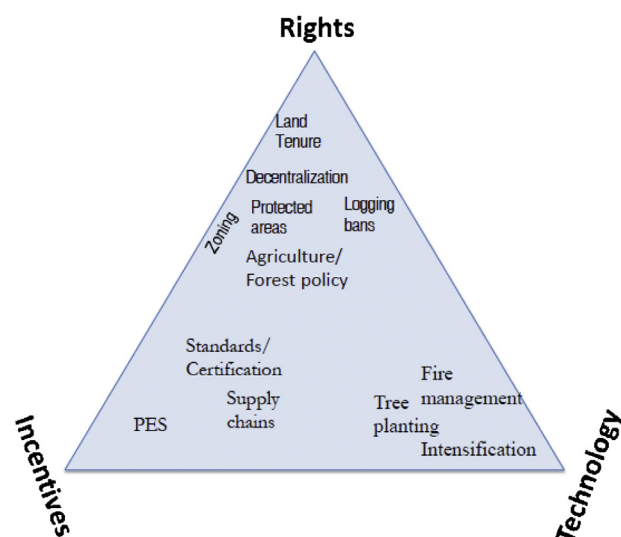 Rights
Land
Tenure
Decentralization
Protected
areas
Logging
bans
Zoning
Agriculture/
Forest policy
Standards/
Certification
Supply
chains
PES
Fire
management
Tree
planting
Intensification
Incentives
Technology